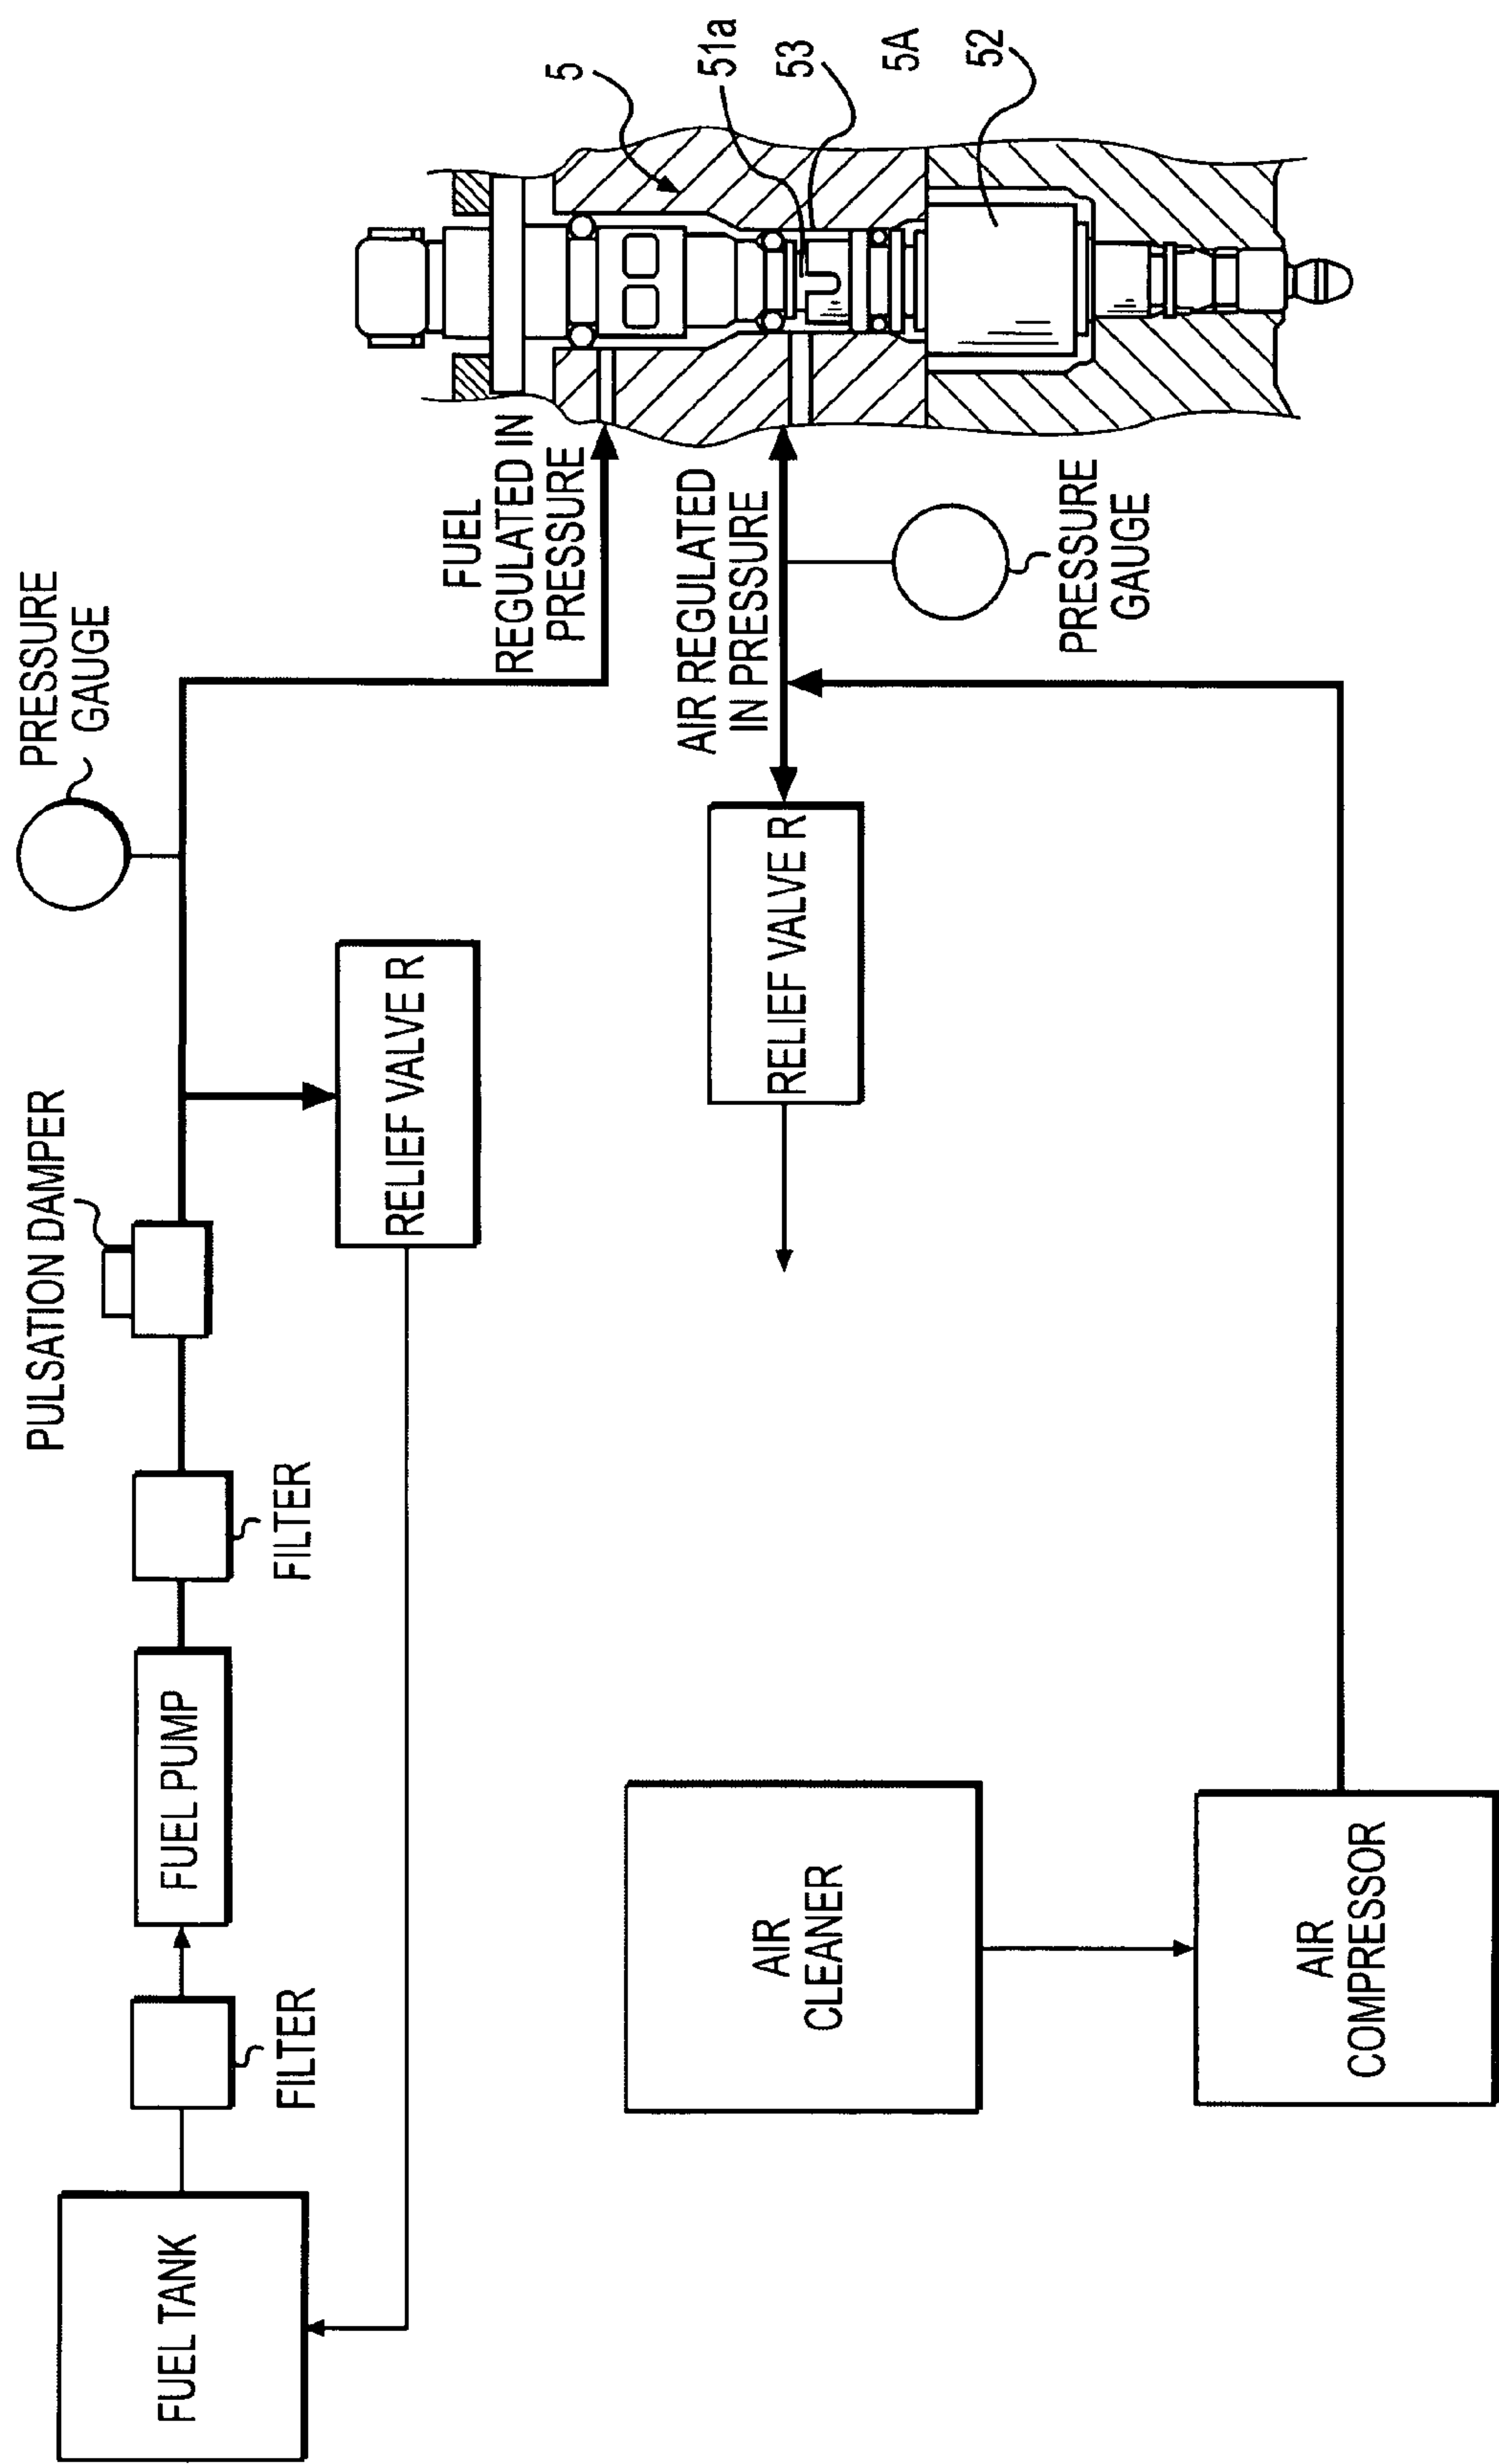 FUEL TANK
FILTER
FUEL PUMP
FILTER
PULSATION DAMPER
RELIEF VALVE R
PRESSURE
GAUGE
FUEL
REGULATED IN
PRESSURE
AIR REGULATED
IN PRESSURE
RELIEF VALVE R
PRESSURE
GAUGE
AIR
CLEANER
AIR
COMPRESSOR
5
51a
53
5A
52